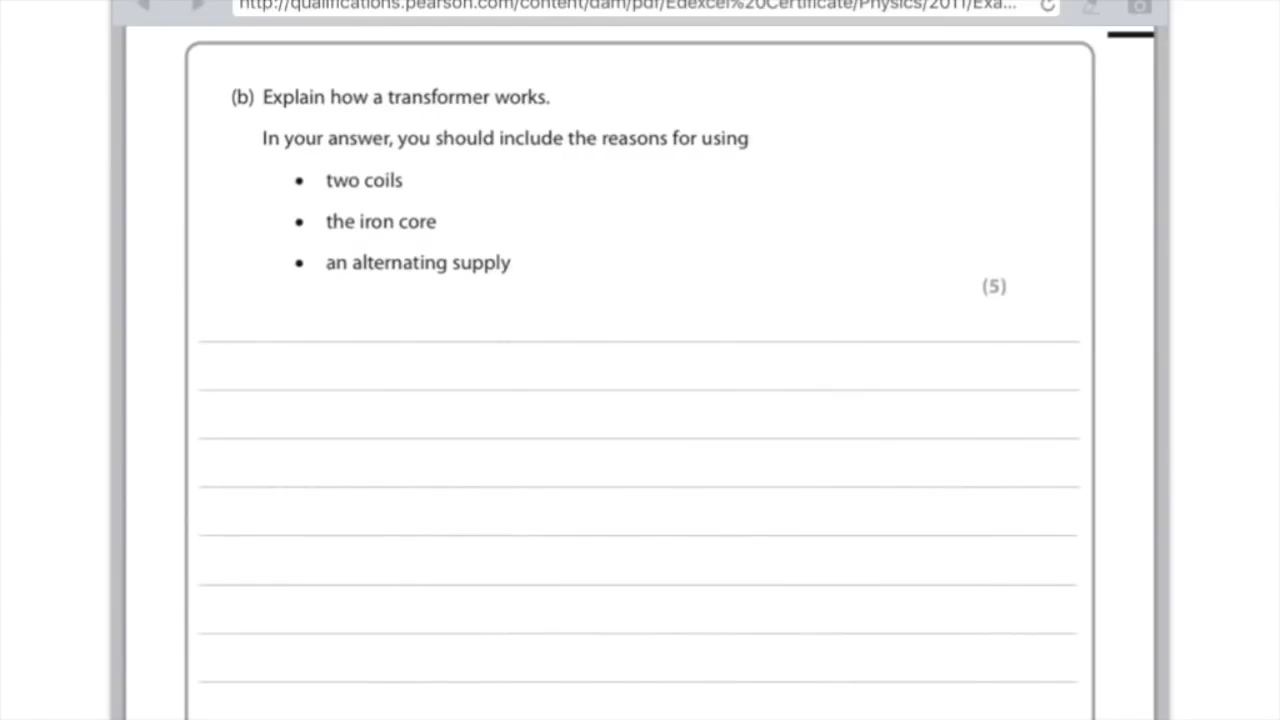 http://qualifications.pearson.com/content/dam/pdf/Edexcel%20Certificate/Physics/2011/Exa...
(b) Explain how a transformer works.
In your answer, you should include the reasons for using
• two coils
• the iron core
• an alternating supply
(5)